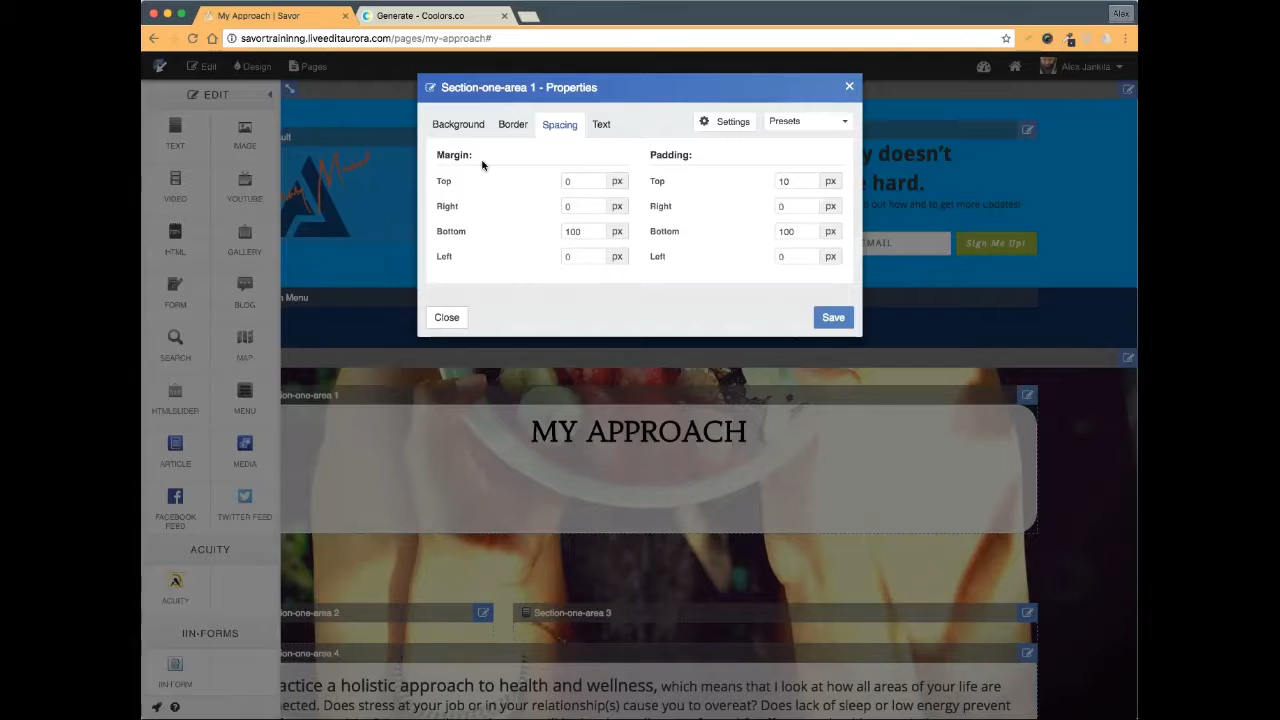 My Approach | Savor
Generate - Coolors.co
Alex
savortraininng.liveeditaurora.com/pages/my-approach#
Edit
Design
Pages
Alex Jankila
EDIT
TEXT
IMAGE
VIDEO
YOUTUBE
HTML
GALLERY
FORM
BLOG
SEARCH
MAP
HTMLSLIDER
MENU
ARTICLE
MEDIA
FACEBOOK FEED
TWITTER FEED
ACUITY
ACUITY
IIN-FORMS
IIN-FORM
Section-one-area 1 - Properties
Background
Border
Spacing
Text
Settings
Presets
Margin:
Top 0 px
Right 0 px
Bottom 100 px
Left 0 px
Padding:
Top 10 px
Right 0 px
Bottom 100 px
Left 0 px
Close
Save
y doesn't
e hard.
out how and to get more updates!
EMAIL
Sign Me Up!
n Menu
ion-one-area 1
MY APPROACH
ion-one-area 2
Section-one-area 3
ion-one-area 4
actice a holistic approach to health and wellness, which means that I look at how all areas of your life are
nected. Does stress at your job or in your relationship(s) cause you to overeat? Does lack of sleep or low energy prevent